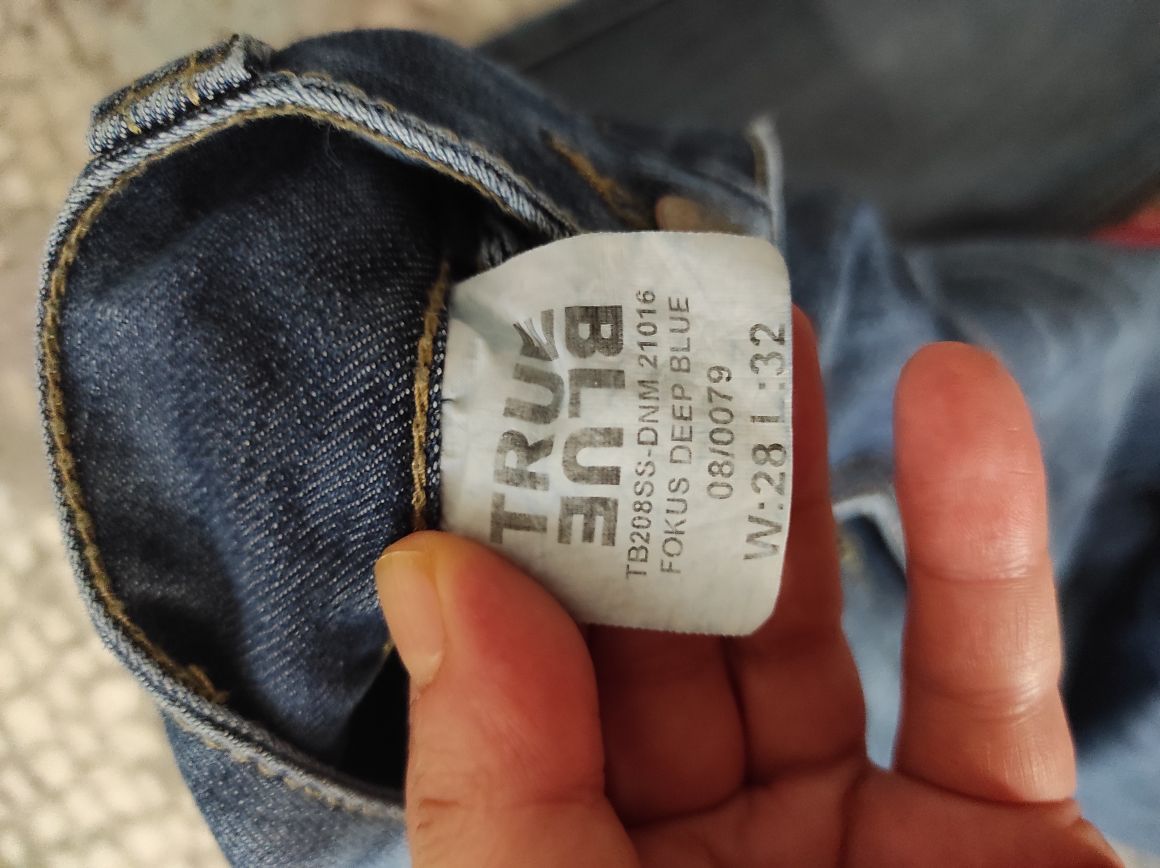 TRUE
BLUE
TB208SS-DNM 21016
FOKUS DEEP BLUE
08/0079
W:28 L:32